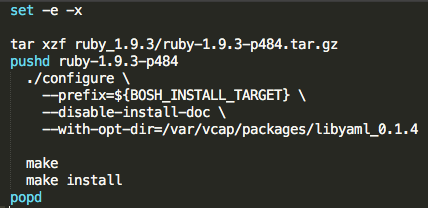 set -e -x

tar xzf ruby_1.9.3/ruby-1.9.3-p484.tar.gz
pushd ruby-1.9.3-p484
  ./configure \
    --prefix=${BOSH_INSTALL_TARGET} \
    --disable-install-doc \
    --with-opt-dir=/var/vcap/packages/libyaml_0.1.4

  make
  make install
popd